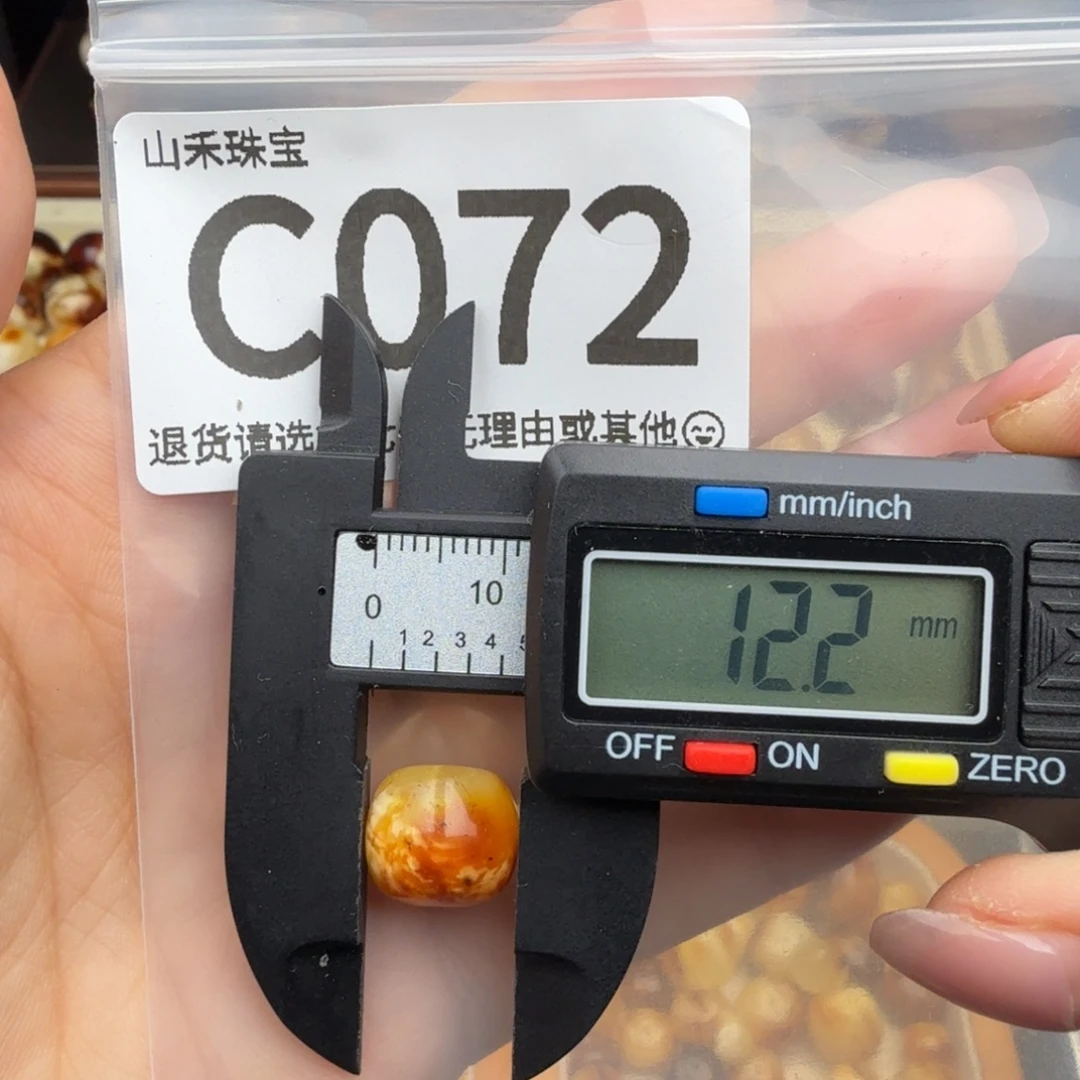 山禾珠宝
C072
退货请选 无理由或其他
mm/inch
0 10
1 2 3 4 5
12.2 mm
OFF ON ZERO